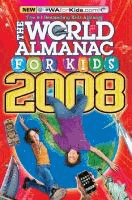 NEW @ WAforKids.com
The #1 Bestselling Kids Almanac
THE WORLD
ALMANAC
FOR KIDS
2008